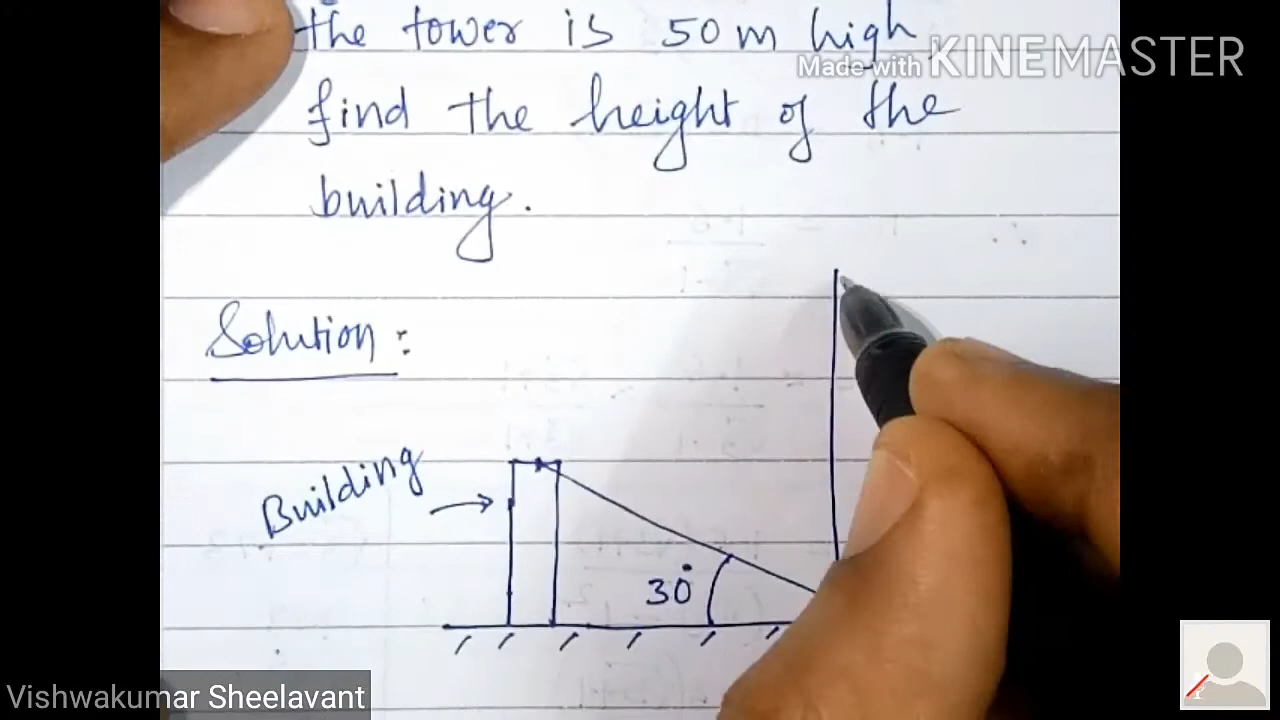 the tower is 50 m high,
Made with KINEMASTER
find the height of the
building.
Solution:
Building
30°
Vishwakumar Sheelavant